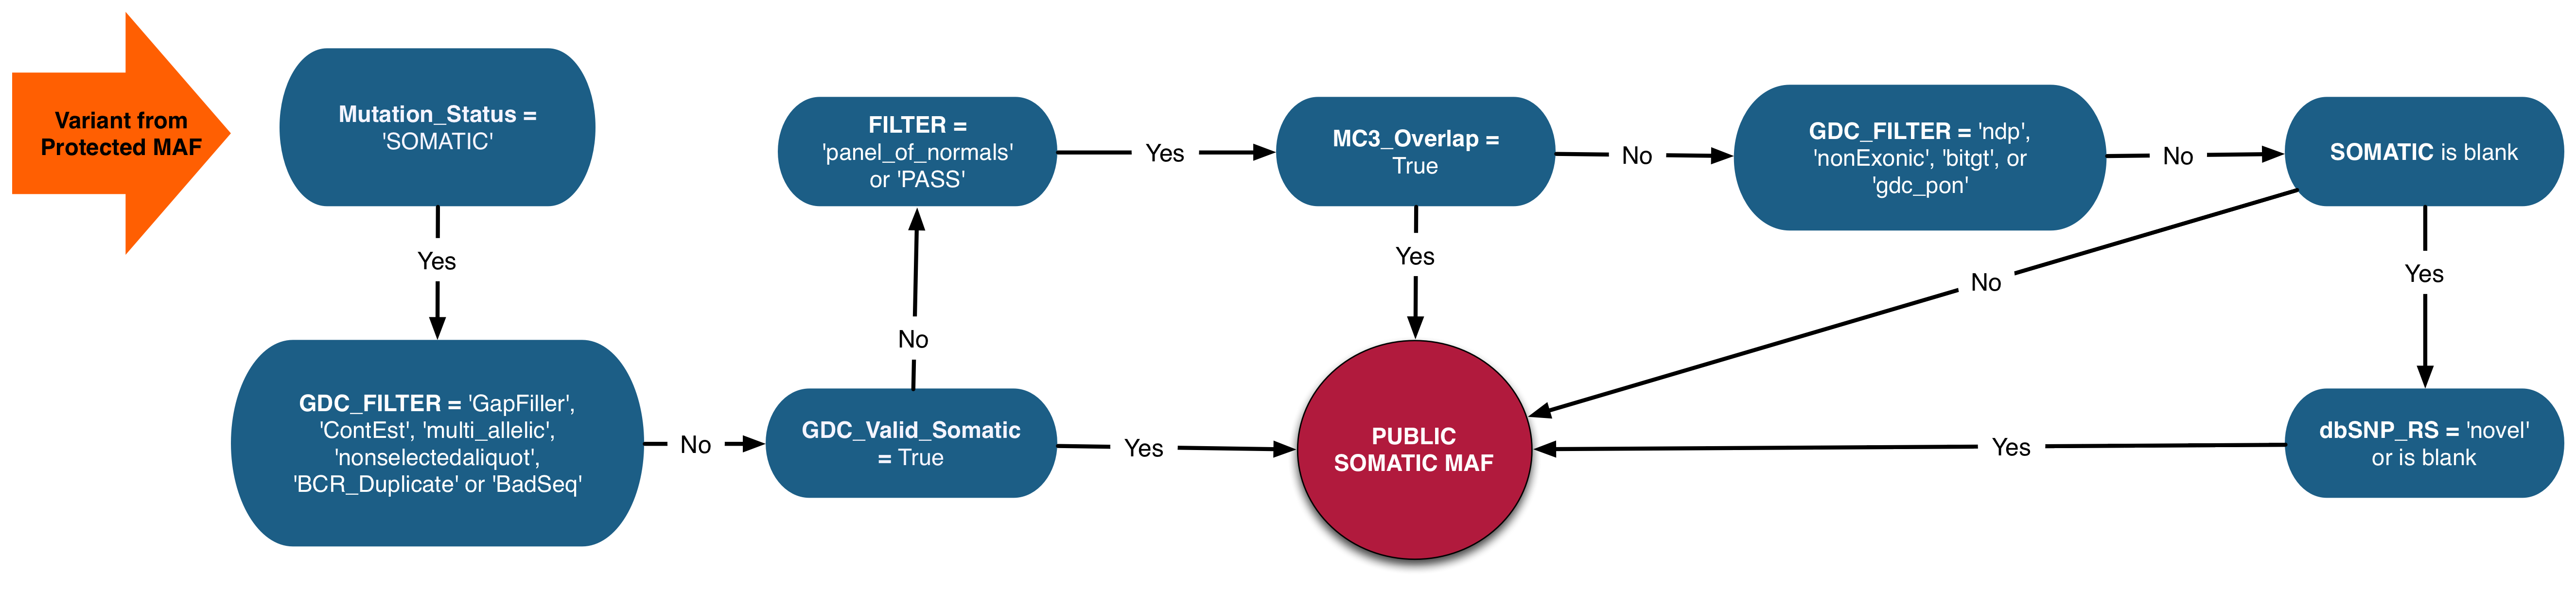 Variant from
Protected MAF
Mutation_Status =
'SOMATIC'
Yes
GDC_FILTER = 'GapFiller',
'ContEst', 'multi_allelic',
'nonselectedaliquot',
'BCR_Duplicate' or 'BadSeq'
No
GDC_Valid_Somatic
= True
No
Yes
FILTER =
'panel_of_normals'
or 'PASS'
Yes
MC3_Overlap =
True
Yes
No
GDC_FILTER = 'ndp',
'nonExonic', 'bitgt', or
'gdc_pon'
No
SOMATIC is blank
No
Yes
dbSNP_RS = 'novel'
or is blank
Yes
PUBLIC
SOMATIC MAF